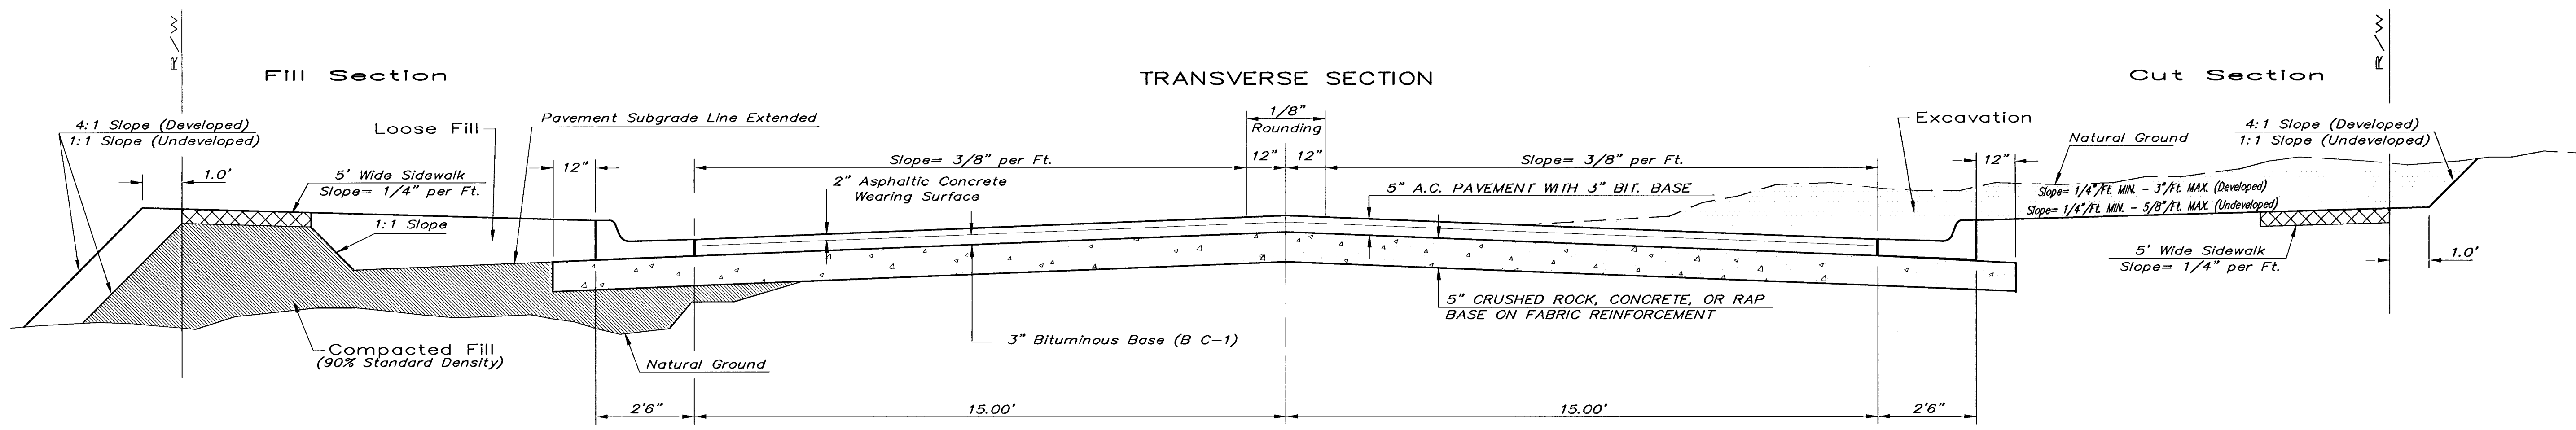 R/W
R/W
Fill Section
TRANSVERSE SECTION
Cut Section
4:1 Slope (Developed)
1:1 Slope (Undeveloped)
Loose Fill
Pavement Subgrade Line Extended
1/8"
Rounding
Excavation
Natural Ground
4:1 Slope (Developed)
1:1 Slope (Undeveloped)
1.0'
5' Wide Sidewalk
Slope= 1/4" per Ft.
12"
Slope= 3/8" per Ft.
12"
12"
Slope= 3/8" per Ft.
12"
2" Asphaltic Concrete
Wearing Surface
5" A.C. PAVEMENT WITH 3" BIT. BASE
Slope= 1/4"/Ft. MIN. - 3"/Ft. MAX. (Developed)
Slope= 1/4"/Ft. MIN. - 5/8"/Ft. MAX. (Undeveloped)
1:1 Slope
5' Wide Sidewalk
Slope= 1/4" per Ft.
1.0'
5" CRUSHED ROCK, CONCRETE, OR RAP
BASE ON FABRIC REINFORCEMENT
3" Bituminous Base (B C-1)
Compacted Fill
(90% Standard Density)
Natural Ground
2'6"
15.00'
15.00'
2'6"